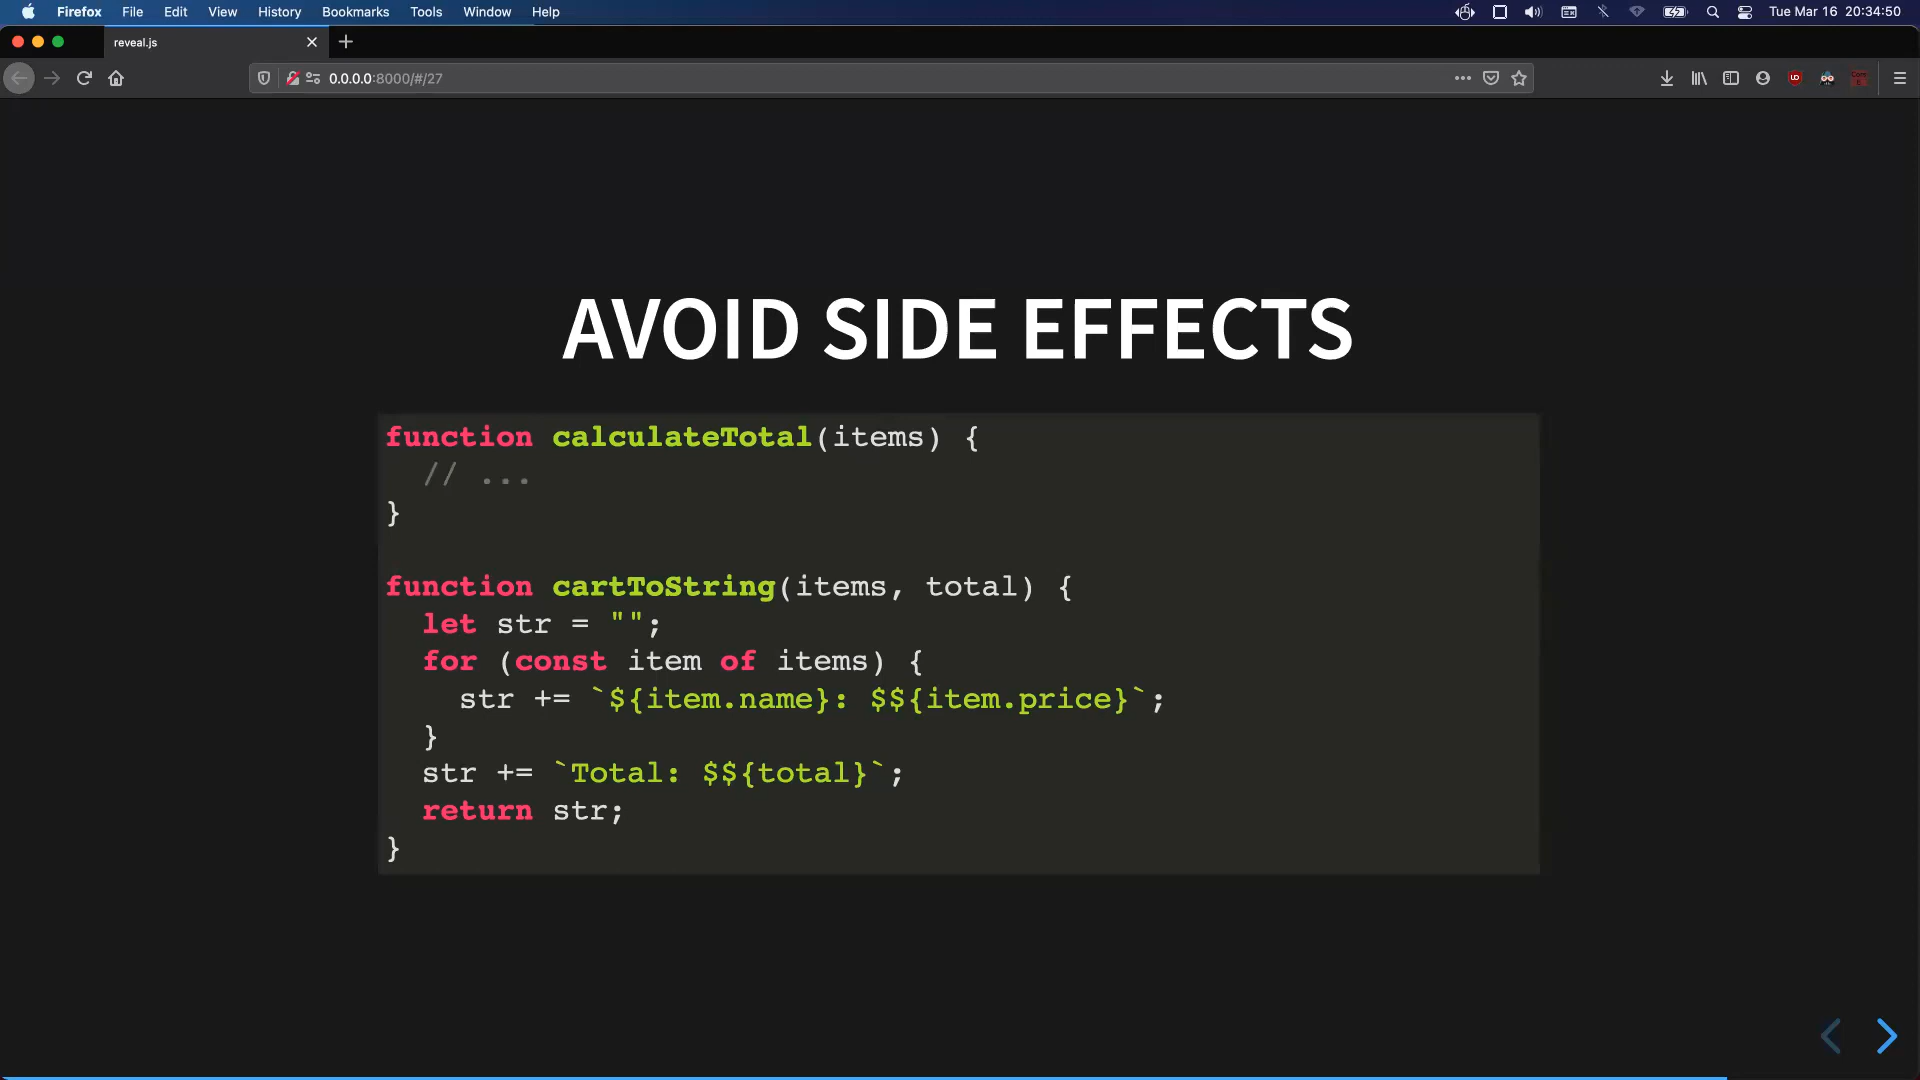 Firefox File Edit View History Bookmarks Tools Window Help Tue Mar 16 20:34:50
reveal.js
0.0.0.0:8000/#/27
AVOID SIDE EFFECTS
function calculateTotal(items) {
  // ...
}
function cartToString(items, total) {
  let str = "";
  for (const item of items) {
    str += `${item.name}: $${item.price}`;
  }
  str += `Total: $${total}`;
  return str;
}